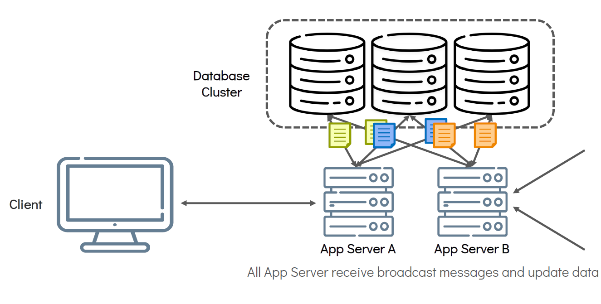 Database
Cluster
Client
App Server A
App Server B
All App Server receive broadcast messages and update data